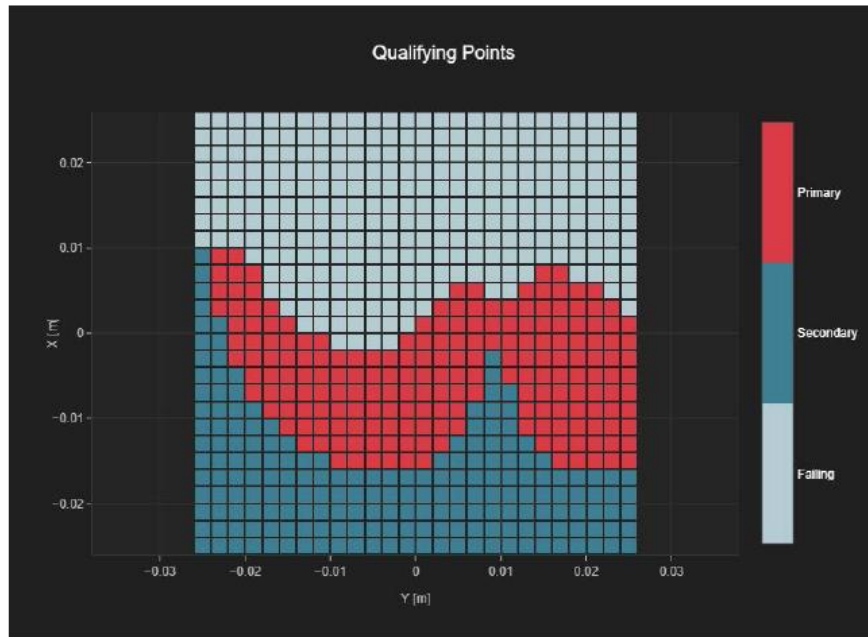 Qualifying Points
0.02
0.01
0
−0.01
−0.02
X [m]
−0.03
−0.02
−0.01
0
0.01
0.02
0.03
Y [m]
Primary
Secondary
Failing